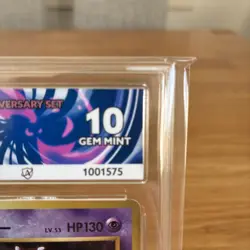 VERSARY SET
10
GEM MINT
1001575
LV.53 HP130